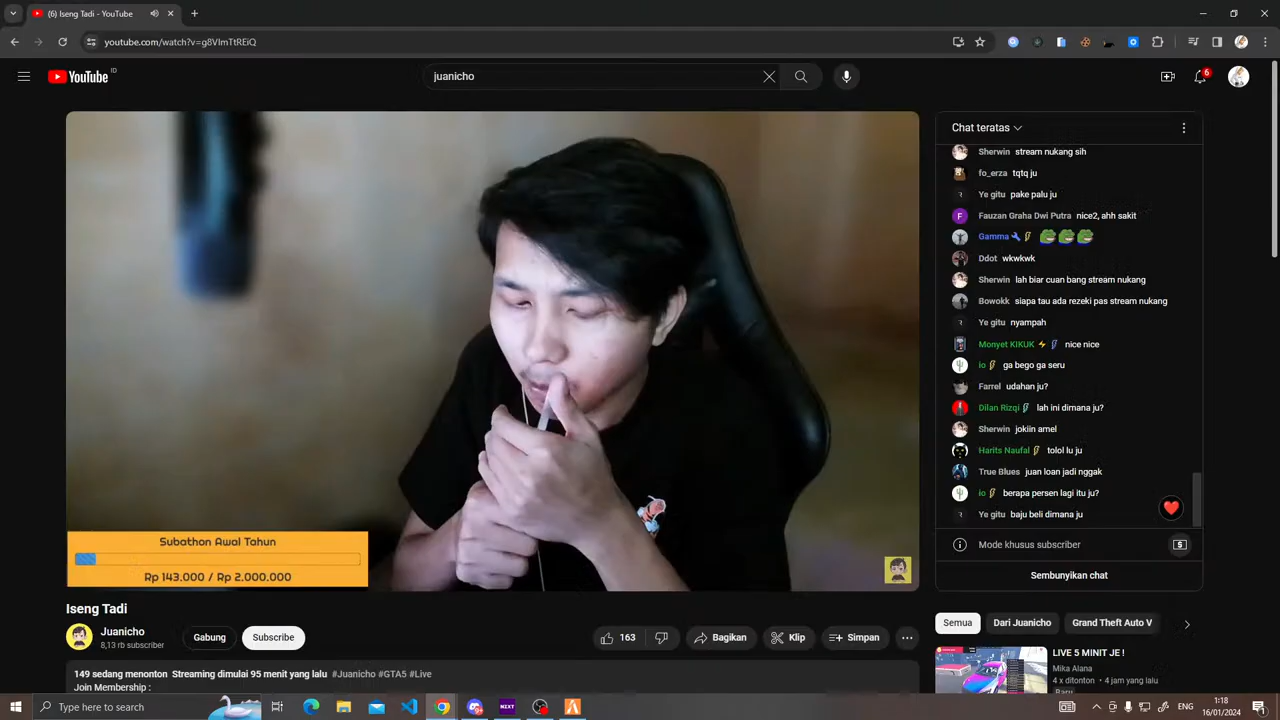 (6) Iseng Tadi - YouTube
youtube.com/watch?v=g8VImTtREiQ
YouTube ID
juanicho
6
Chat teratas
Sherwin stream nukang sih
fo_erza tqtq ju
Ye gitu pake palu ju
F Fauzan Graha Dwi Putra nice2, ahh sakit
Gamma
Ddot wkwkwk
Sherwin lah biar cuan bang stream nukang
Bowokk siapa tau ada rezeki pas stream nukang
Ye gitu nyampah
Monyet KIKUK nice nice
io ga bego ga seru
Farrel udahan ju?
Dilan Rizqi lah ini dimana ju?
Sherwin jokiin amel
Harits Naufal tolol lu ju
True Blues juan loan jadi nggak
io berapa persen lagi itu ju?
Ye gitu baju beli dimana ju
Mode khusus subscriber
Sembunyikan chat
Subathon Awal Tahun
Rp 143.000 / Rp 2.000.000
Iseng Tadi
Juanicho
8,13 rb subscriber
Gabung
Subscribe
163
Bagikan
Klip
Simpan
149 sedang menonton Streaming dimulai 95 menit yang lalu #Juanicho #GTA5 #Live
Join Membership :
Semua
Dari Juanicho
Grand Theft Auto V
LIVE 5 MINIT JE !
Mika Alana
4 x ditonton • 4 jam yang lalu
Baru
Type here to search
NEXT
ENG
1:18
16/01/2024